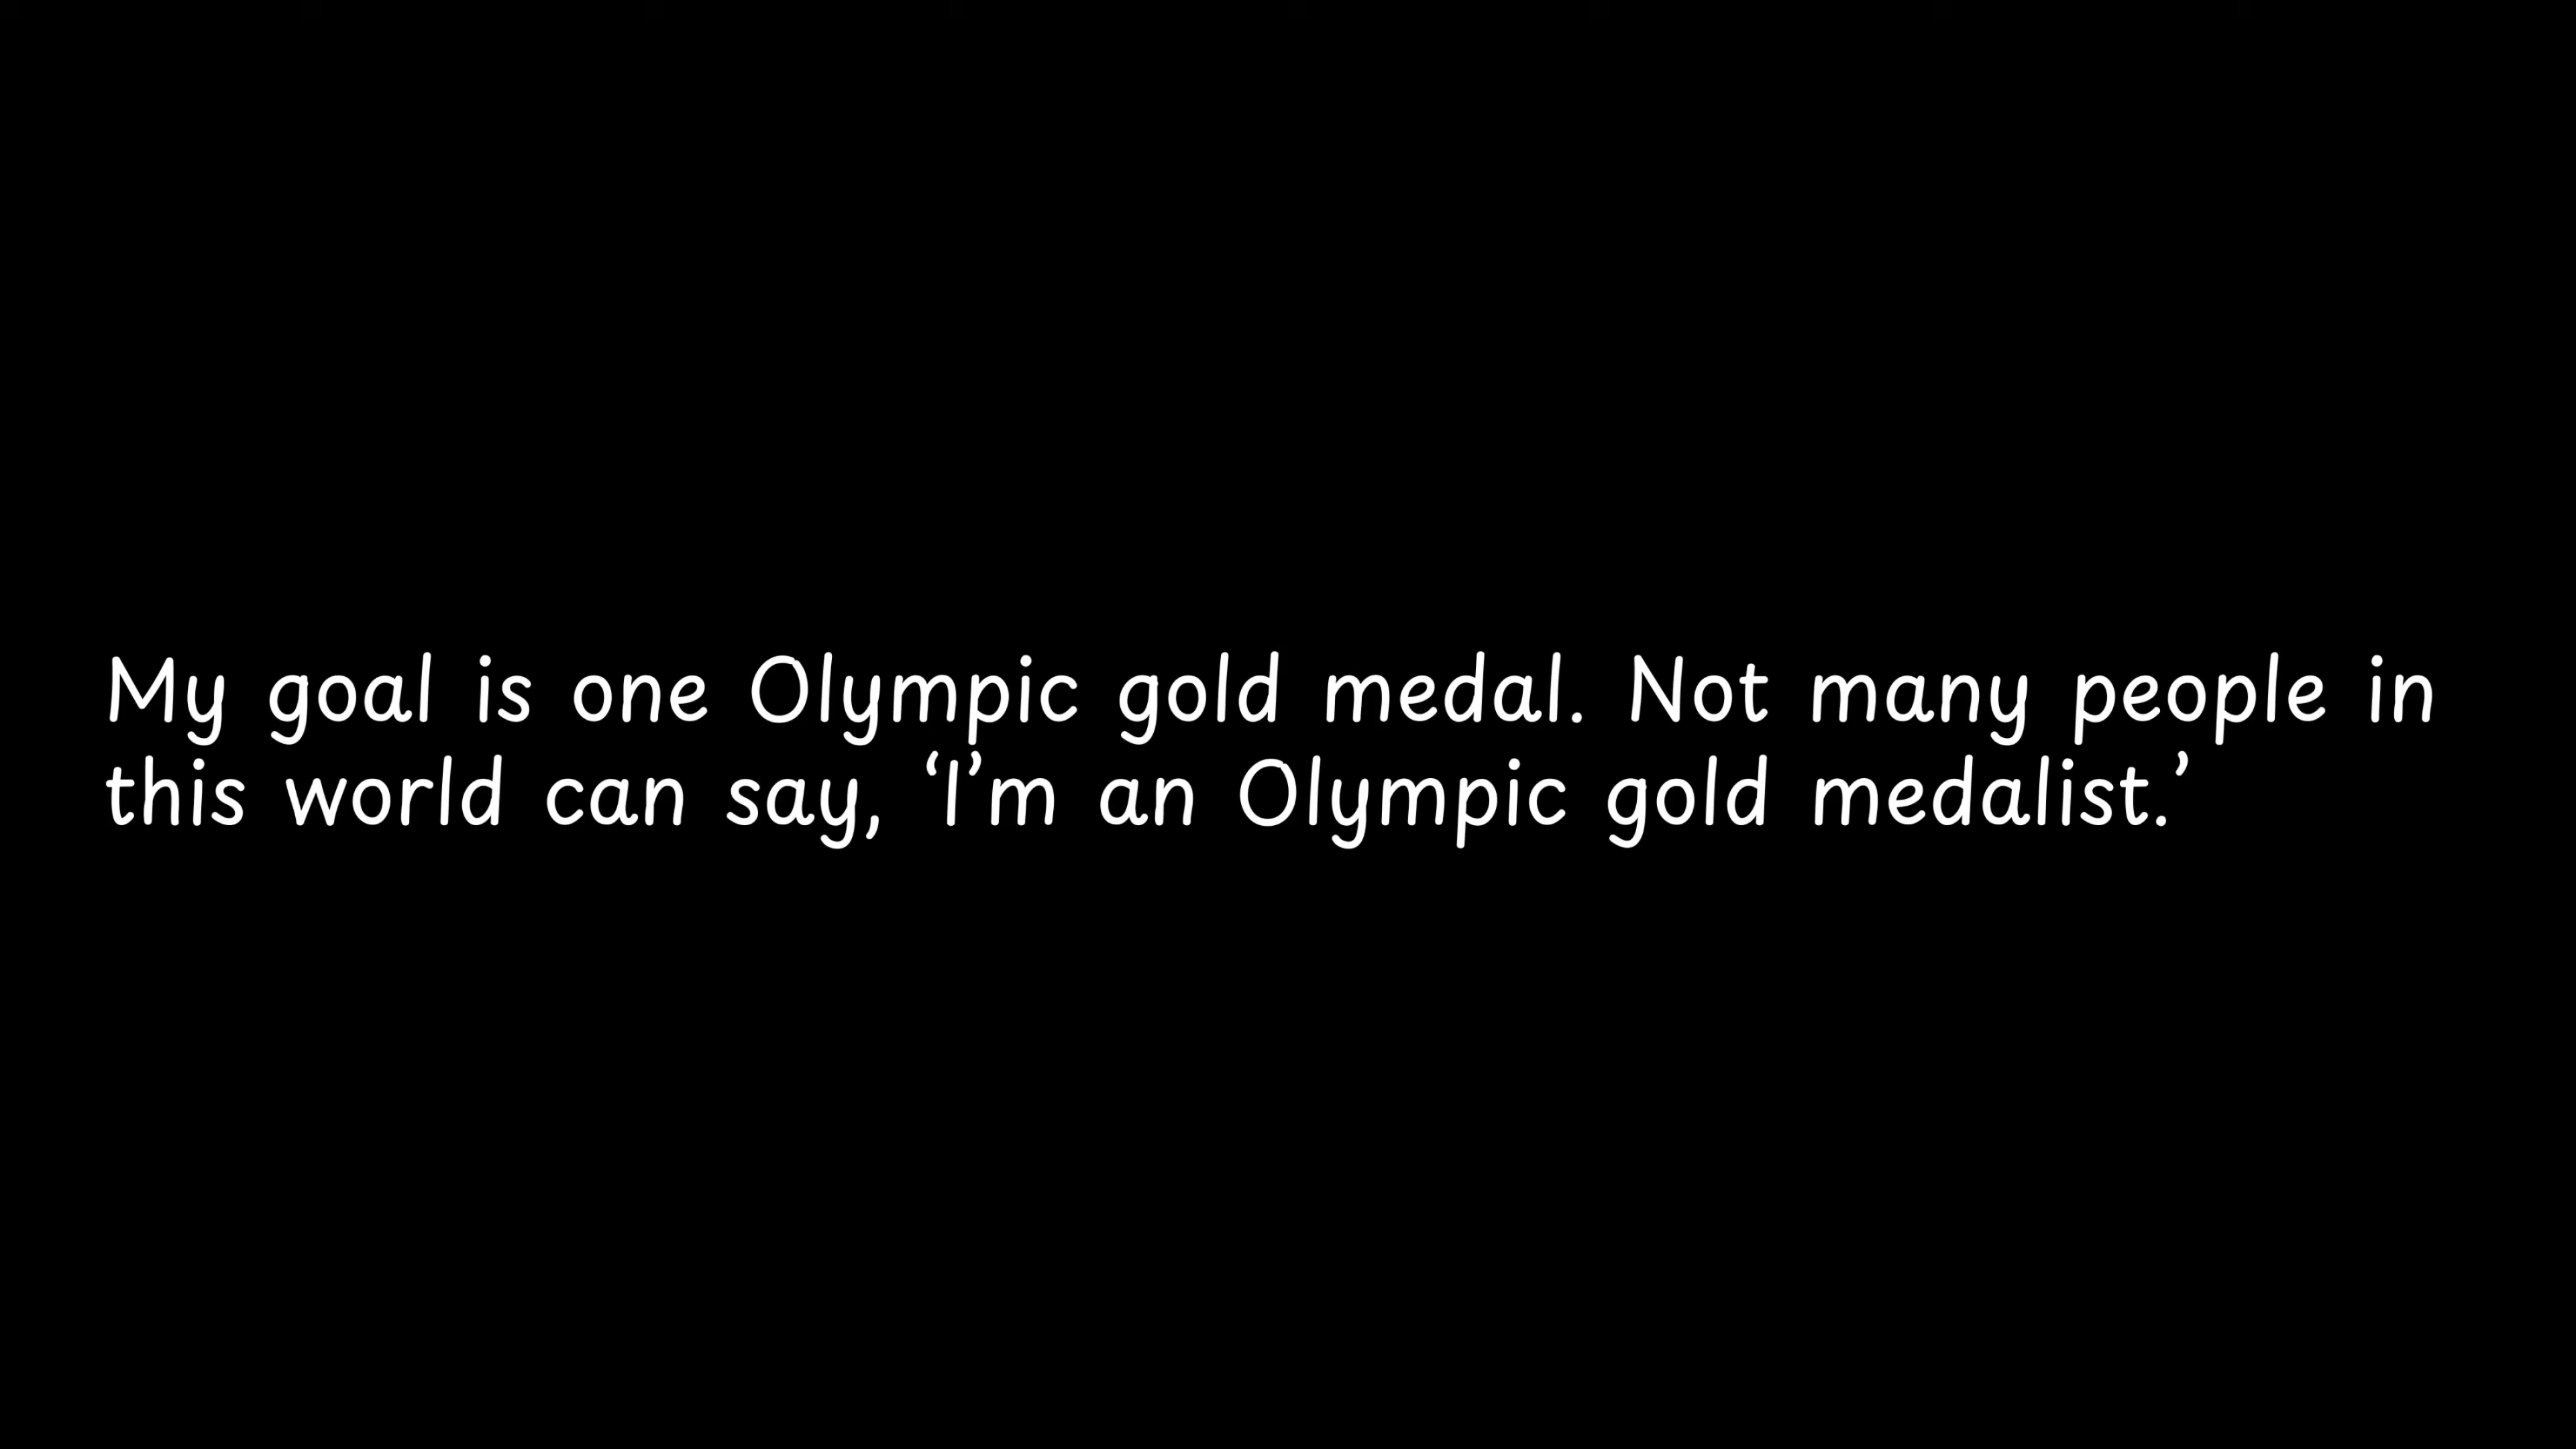 My goal is one Olympic gold medal. Not many people in
this world can say, ‘I’m an Olympic gold medalist.’